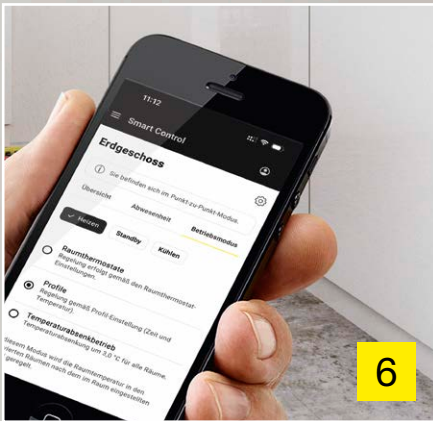 11:12
Smart Control
Erdgeschoss
Sie befinden sich im Punkt-zu-Punkt-Modus.
Übersicht Abwesenheit Betriebsmodus
Heizen Standby Kühlen
Raumthermostate
Regelung erfolgt gemäß den Raumthermostat-
Einstellungen.
Profile
Regelung gemäß Profil-Einstellung (Zeit und
Temperatur).
Temperaturabsenkbetrieb
Temperaturabsenkung um 2,0 °C für alle Räume.
diesem Modus wird die Raumtemperatur in den
Räumen nach dem im Raum eingestellten
geregelt.
6